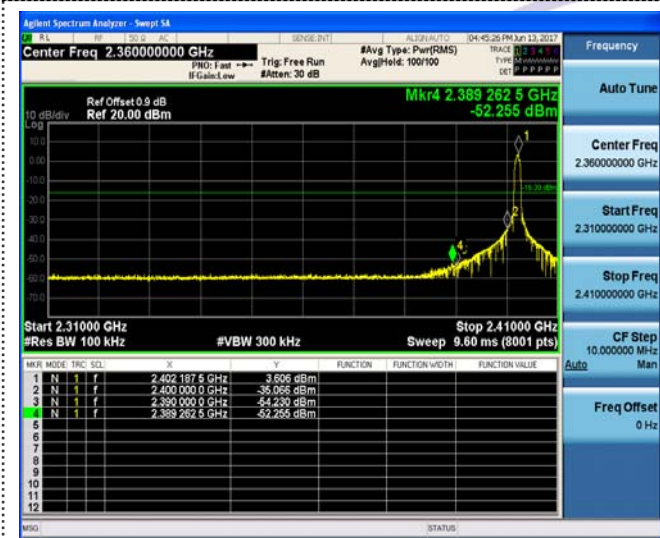 Agilent Spectrum Analyzer - Swept SA
RL RF 50 Ω AC SENSE:INT ALIGN AUTO 04:45:26 PM Jun 13, 2017
Center Freq 2.360000000 GHz
PNO: Fast
IFGain:Low
Trig: Free Run
#Atten: 30 dB
#Avg Type: Pwr(RMS)
Avg|Hold: 100/100
TRACE 1 2 3 4 5 6
TYPE
DET P P P P P P
Mkr4 2.389 262 5 GHz
-52.255 dBm
Ref Offset 0.9 dB
Ref 20.00 dBm
10 dB/div
Log
10.0
0.00
-10.0
-20.0
-30.0
-40.0
-50.0
-60.0
-70.0
1
2
4
Start 2.31000 GHz Stop 2.41000 GHz
#Res BW 100 kHz #VBW 300 kHz Sweep 9.60 ms (8001 pts)
MKR MODE TRC SCL X Y FUNCTION FUNCTION WIDTH FUNCTION VALUE
1 N 1 f 2.402 187 5 GHz 3.606 dBm
2 N 1 f 2.400 000 0 GHz -35.066 dBm
3 N 1 f 2.390 000 0 GHz -54.230 dBm
4 N 1 f 2.389 262 5 GHz -52.255 dBm
5
6
7
8
9
10
11
12
MSG STATUS
Frequency
Auto Tune
Center Freq
2.360000000 GHz
Start Freq
2.310000000 GHz
Stop Freq
2.410000000 GHz
CF Step
10.000000 MHz
Auto Man
Freq Offset
0 Hz